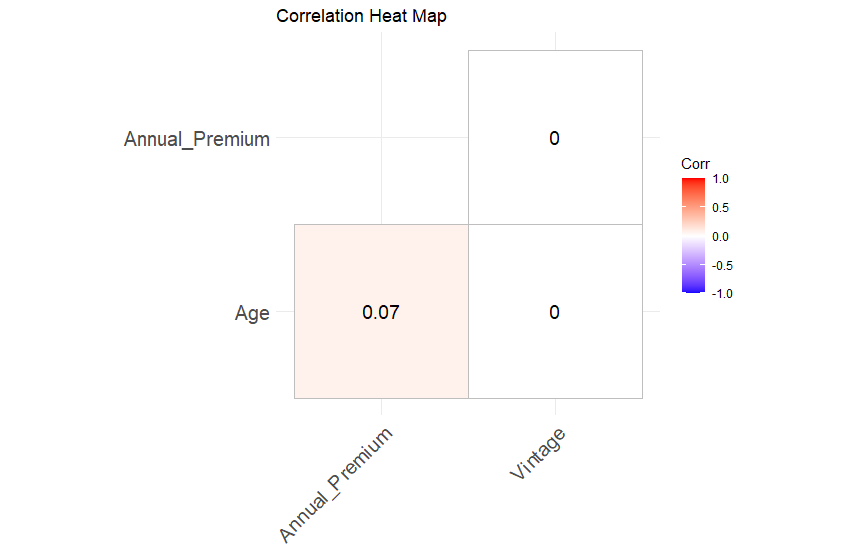 Correlation Heat Map
Annual_Premium
0
Age
0.07
0
Annual_Premium
Vintage
Corr
1.0
0.5
0.0
-0.5
-1.0